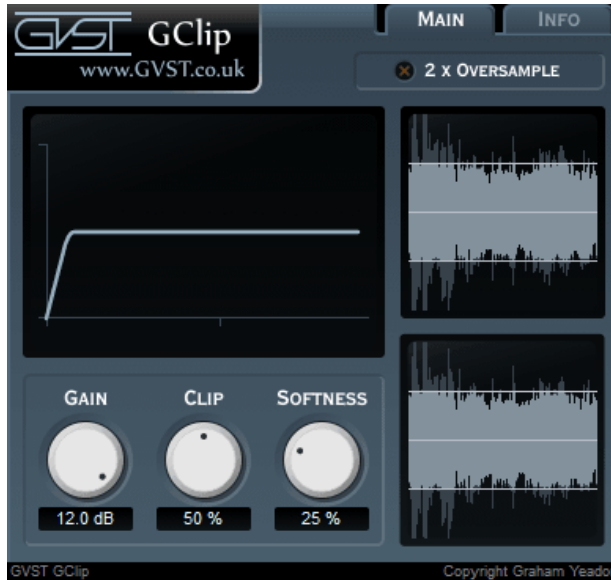 GVST GClip
www.GVST.co.uk
MAIN
INFO
2 x OVERSAMPLE
GAIN
CLIP
SOFTNESS
12.0 dB
50 %
25 %
GVST GClip
Copyright Graham Yeado